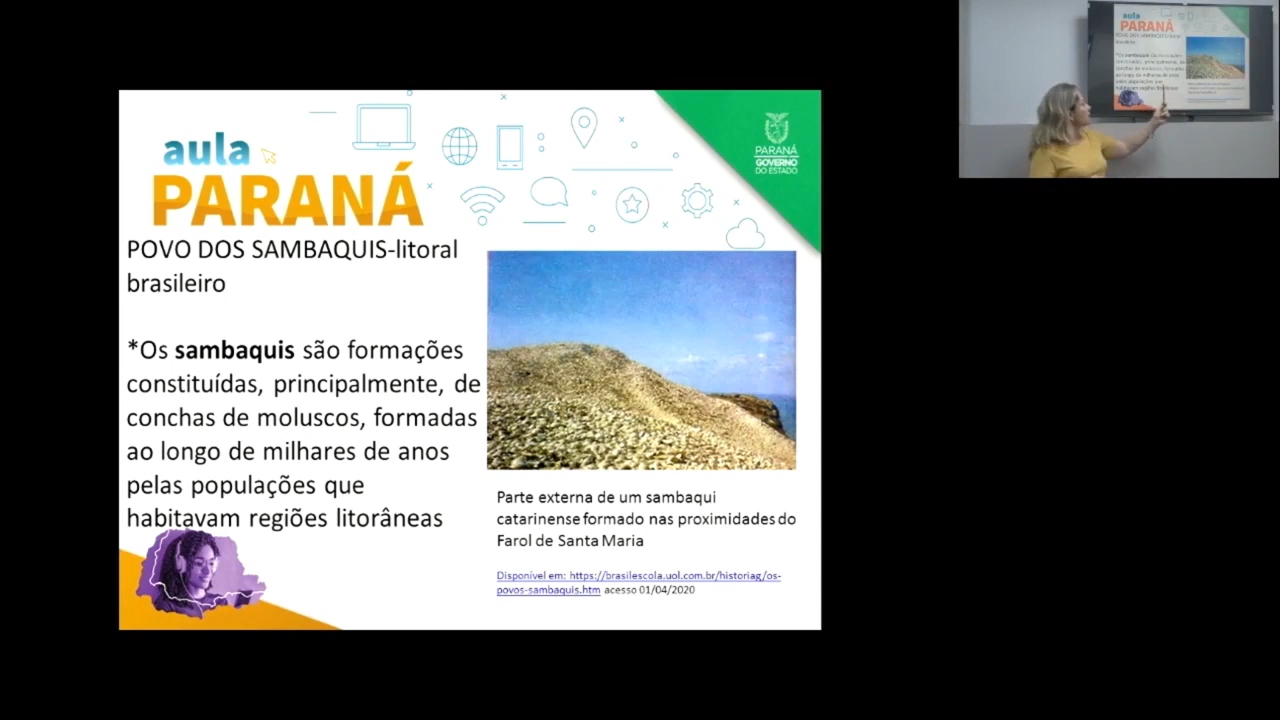 aula
PARANÁ
PARANÁ
GOVERNO
DO ESTADO
POVO DOS SAMBAQUIS-litoral
brasileiro
*Os sambaquis são formações
constituídas, principalmente, de
conchas de moluscos, formadas
ao longo de milhares de anos
pelas populações que
habitavam regiões litorâneas
Parte externa de um sambaqui
catarinense formado nas proximidades do
Farol de Santa Maria
Disponível em: https://brasilescola.uol.com.br/historiag/os-
povos-sambaquis.htm acesso 01/04/2020
aula
PARANÁ